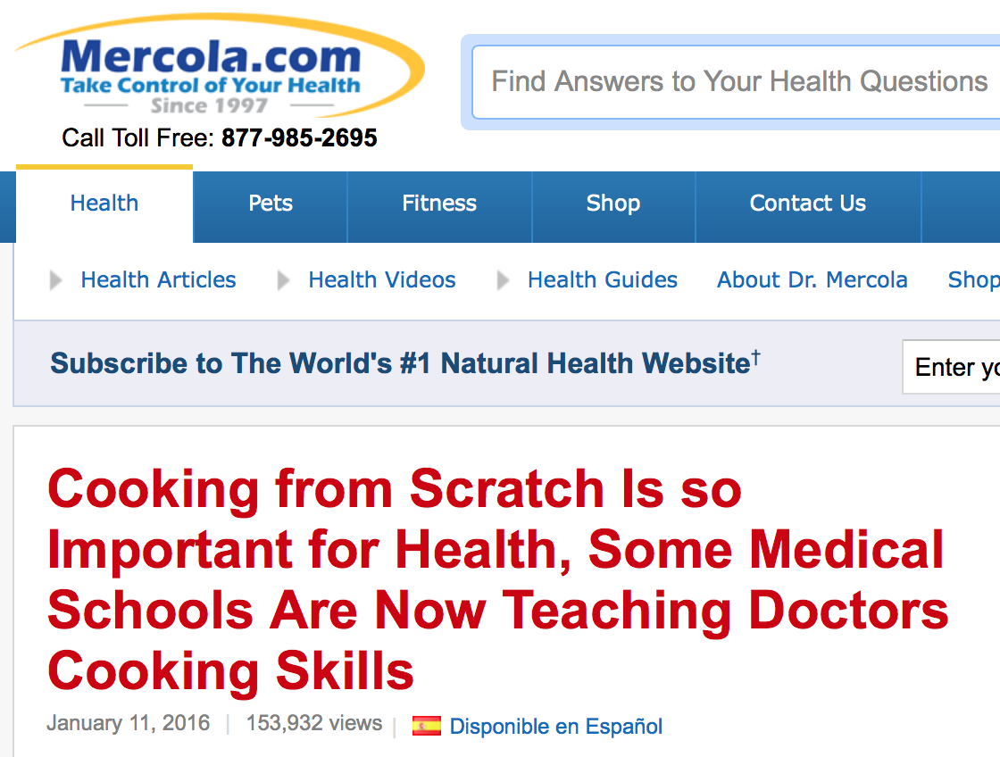 Mercola.com
Take Control of Your Health
Since 1997
Call Toll Free: 877-985-2695
Find Answers to Your Health Questions
Health
Pets
Fitness
Shop
Contact Us
Health Articles
Health Videos
Health Guides
About Dr. Mercola
Shop
Subscribe to The World's #1 Natural Health Website†
Enter yo
Cooking from Scratch Is so
Important for Health, Some Medical
Schools Are Now Teaching Doctors
Cooking Skills
January 11, 2016 | 153,932 views | Disponible en Español